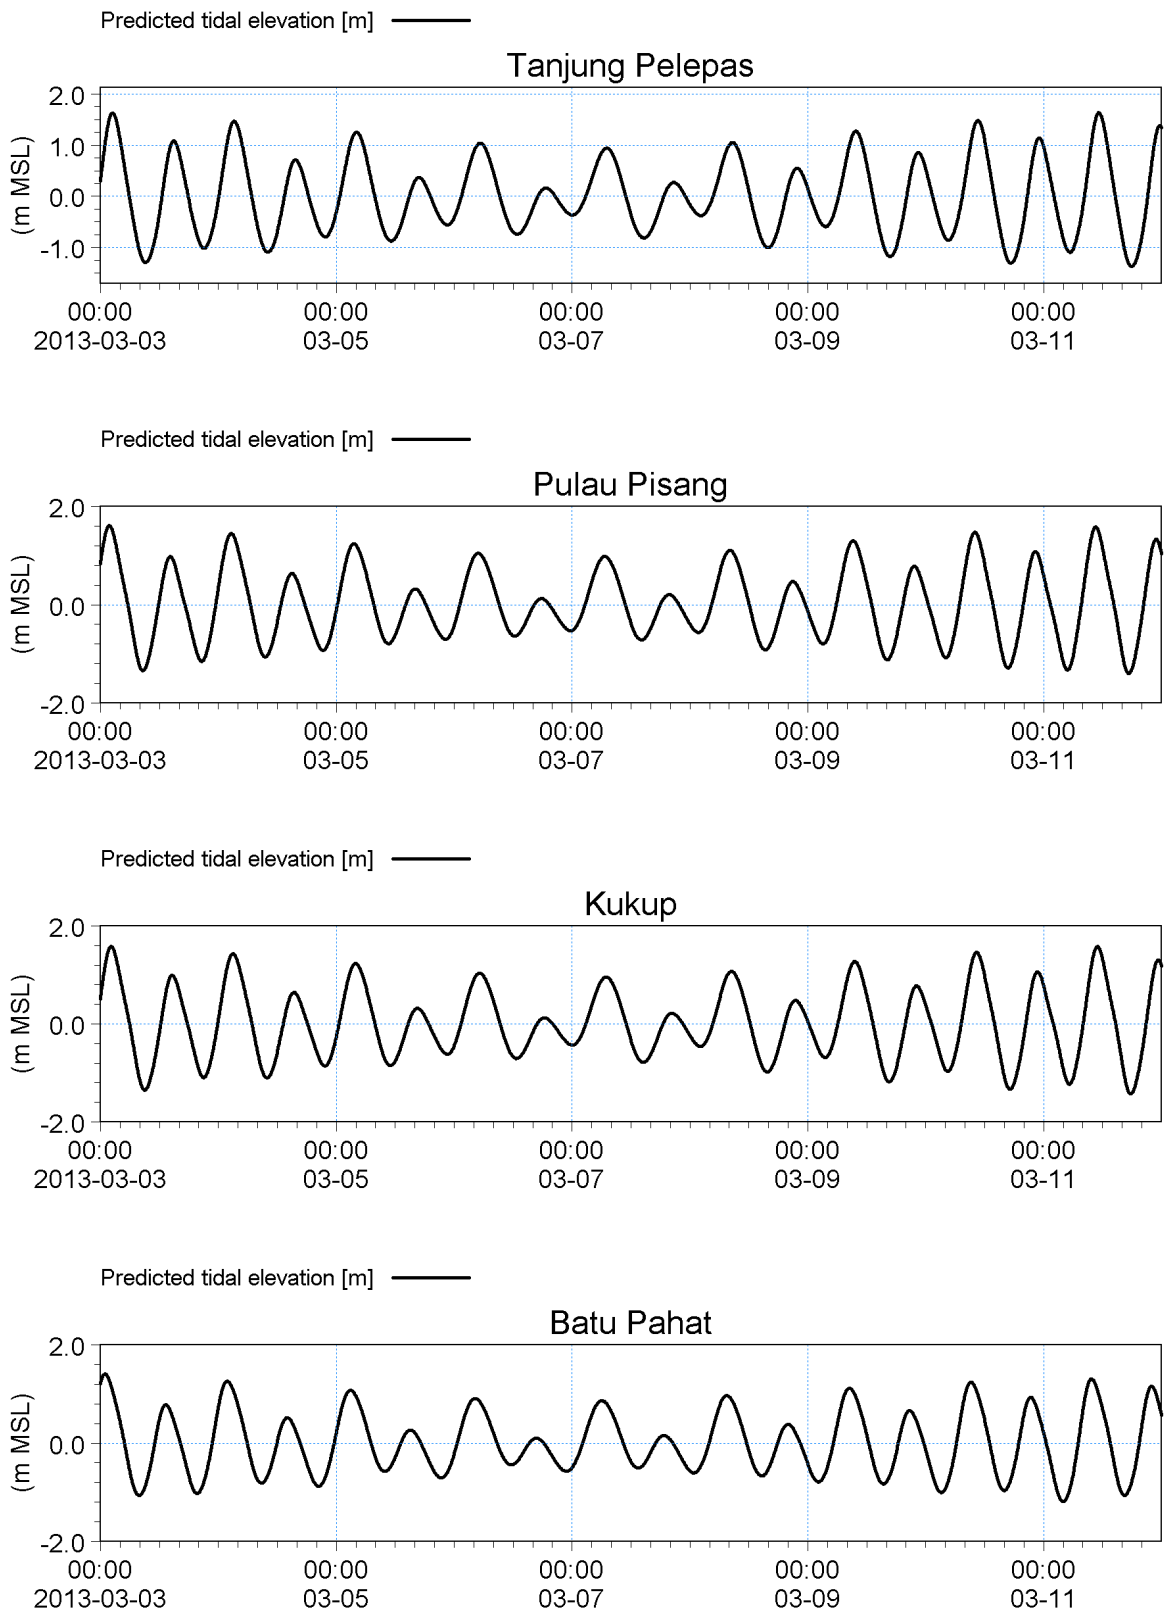 Predicted tidal elevation [m]
Tanjung Pelepas
2.0
1.0
0.0
-1.0
(m MSL)
00:00 00:00 00:00 00:00 00:00
2013-03-03 03-05 03-07 03-09 03-11
Predicted tidal elevation [m]
Pulau Pisang
2.0
0.0
-2.0
(m MSL)
00:00 00:00 00:00 00:00 00:00
2013-03-03 03-05 03-07 03-09 03-11
Predicted tidal elevation [m]
Kukup
2.0
0.0
-2.0
(m MSL)
00:00 00:00 00:00 00:00 00:00
2013-03-03 03-05 03-07 03-09 03-11
Predicted tidal elevation [m]
Batu Pahat
2.0
0.0
-2.0
(m MSL)
00:00 00:00 00:00 00:00 00:00
2013-03-03 03-05 03-07 03-09 03-11